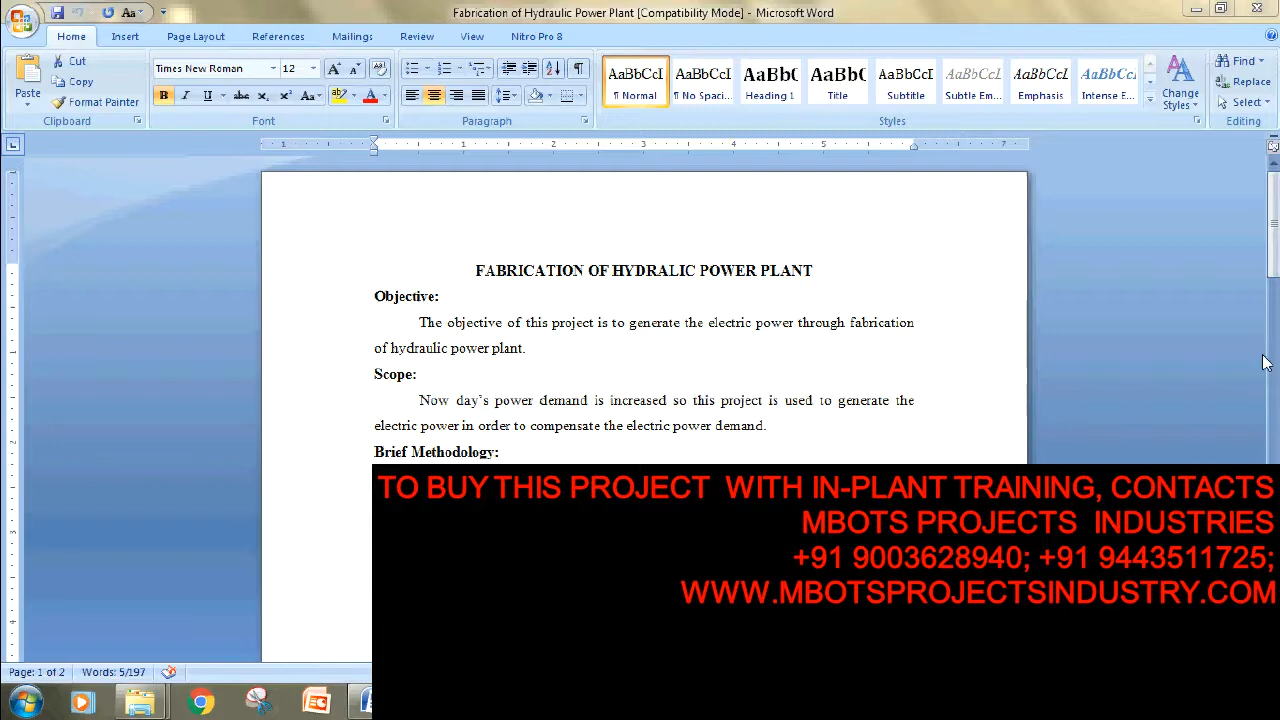 Fabrication of Hydraulic Power Plant [Compatibility Mode] - Microsoft Word
Home Insert Page Layout References Mailings Review View Nitro Pro 8
Paste Cut Copy Format Painter
Clipboard
Times New Roman 12
Font
Paragraph
AaBbCcI AaBbCcI AaBbC AaBbC AaBbCcI AaBbCcI AaBbCcI AaBbCcI
¶ Normal ¶ No Spaci... Heading 1 Title Subtitle Subtle Em... Emphasis Intense E...
Change Styles
Styles
Find
Replace
Select
Editing
FABRICATION OF HYDRALIC POWER PLANT
Objective:
The objective of this project is to generate the electric power through fabrication
of hydraulic power plant.
Scope:
Now day's power demand is increased so this project is used to generate the
electric power in order to compensate the electric power demand.
Brief Methodology:
TO BUY THIS PROJECT WITH IN-PLANT TRAINING, CONTACTS
MBOTS PROJECTS INDUSTRIES
+91 9003628940; +91 9443511725;
WWW.MBOTSPROJECTSINDUSTRY.COM
Page: 1 of 2 Words: 5/197